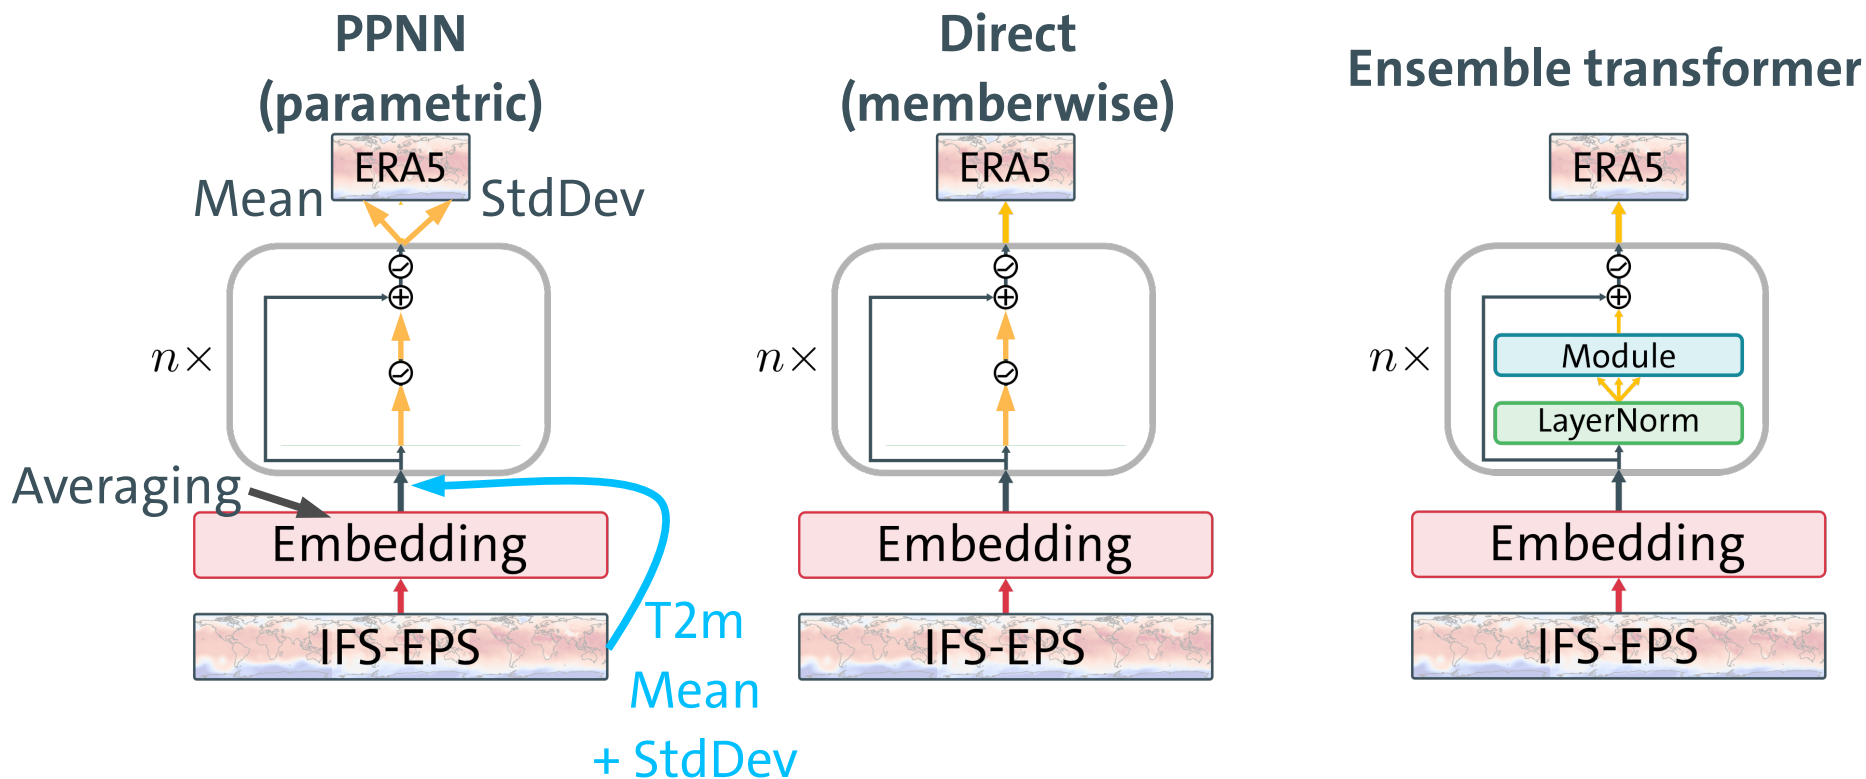 PPNN
(parametric)
ERA5
Mean
StdDev
n×
Averaging
Embedding
IFS-EPS
T2m
Mean
+ StdDev
Direct
(memberwise)
ERA5
n×
Embedding
IFS-EPS
Ensemble transformer
ERA5
n×
Module
LayerNorm
Embedding
IFS-EPS